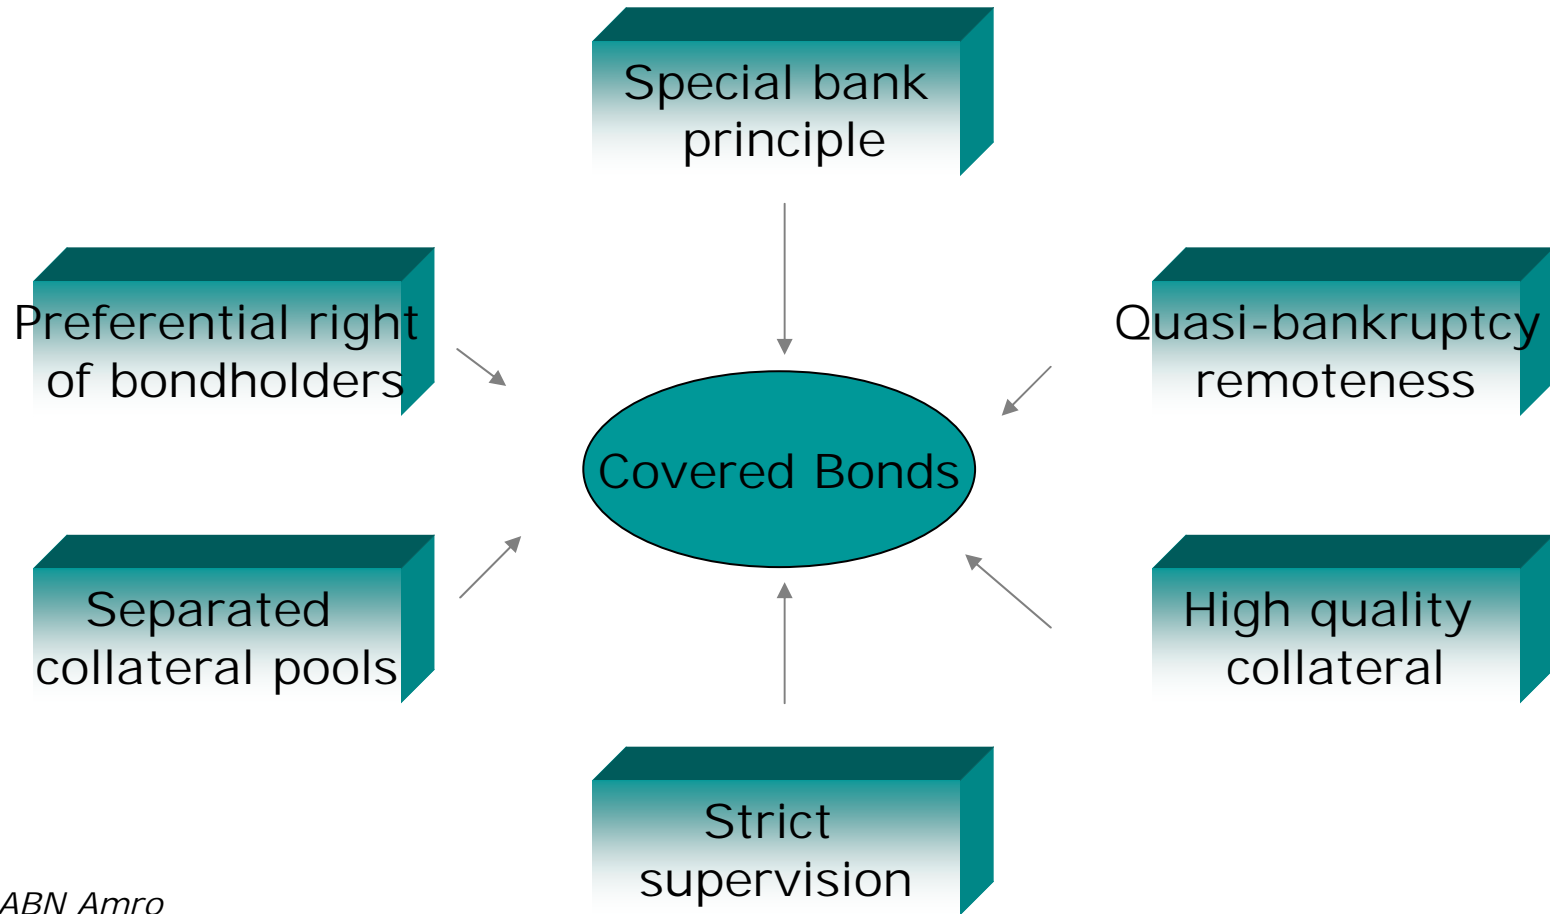 Special bank
principle
Preferential right
of bondholders
Quasi-bankruptcy
remoteness
Covered Bonds
Separated
collateral pools
High quality
collateral
Strict
supervision
ABN Amro